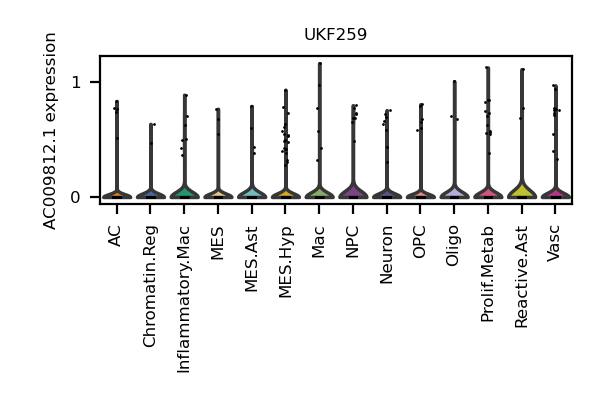 UKF259
AC009812.1 expression
1
0
AC
Chromatin.Reg
Inflammatory.Mac
MES
MES.Ast
MES.Hyp
Mac
NPC
Neuron
OPC
Oligo
Prolif.Metab
Reactive.Ast
Vasc